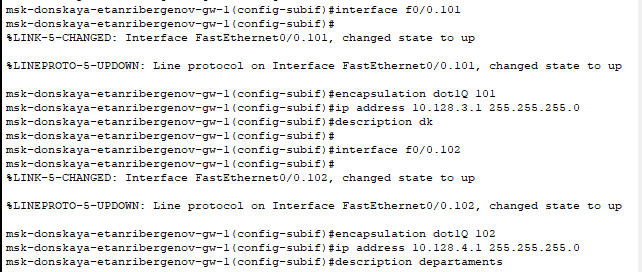 msk-donskaya-etanribergenov-gw-1(config-subif)#interface f0/0.101
msk-donskaya-etanribergenov-gw-1(config-subif)#
%LINK-5-CHANGED: Interface FastEthernet0/0.101, changed state to up
%LINEPROTO-5-UPDOWN: Line protocol on Interface FastEthernet0/0.101, changed state to up
msk-donskaya-etanribergenov-gw-1(config-subif)#encapsulation dot1Q 101
msk-donskaya-etanribergenov-gw-1(config-subif)#ip address 10.128.3.1 255.255.255.0
msk-donskaya-etanribergenov-gw-1(config-subif)#description dk
msk-donskaya-etanribergenov-gw-1(config-subif)#
msk-donskaya-etanribergenov-gw-1(config-subif)#interface f0/0.102
msk-donskaya-etanribergenov-gw-1(config-subif)#
%LINK-5-CHANGED: Interface FastEthernet0/0.102, changed state to up
%LINEPROTO-5-UPDOWN: Line protocol on Interface FastEthernet0/0.102, changed state to up
msk-donskaya-etanribergenov-gw-1(config-subif)#encapsulation dot1Q 102
msk-donskaya-etanribergenov-gw-1(config-subif)#ip address 10.128.4.1 255.255.255.0
msk-donskaya-etanribergenov-gw-1(config-subif)#description departaments